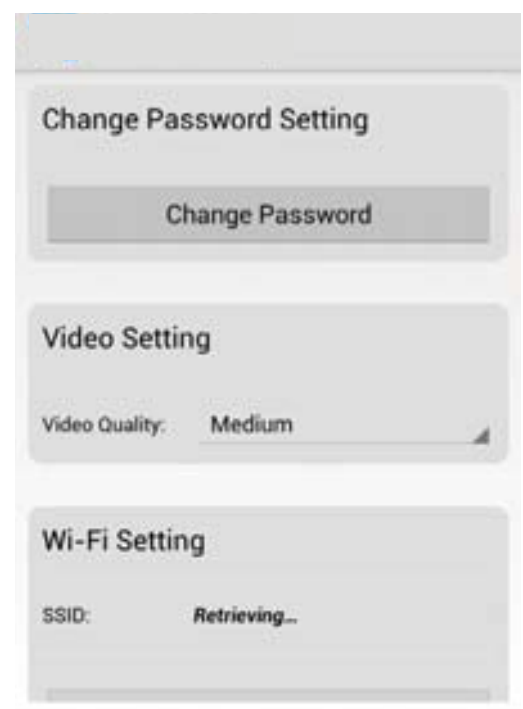 Change Password Setting
Change Password
Video Setting
Video Quality: Medium
Wi-Fi Setting
SSID: Retrieving...